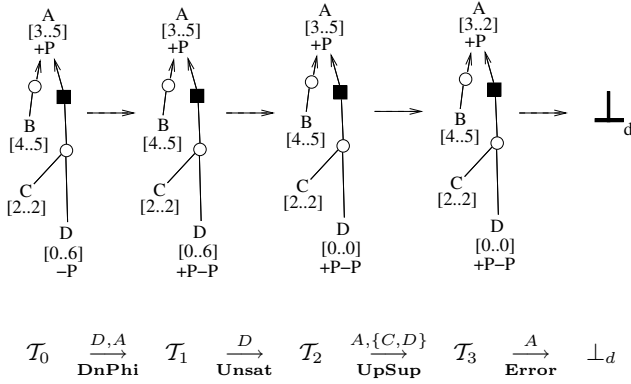 A A A A
[3..5] [3..5] [3..5] [3..2]
+P +P +P +P
B B B B
[4..5] [4..5] [4..5] [4..5]
⊥d
C C C C
[2..2] [2..2] [2..2] [2..2]
D D D D
[0..6] [0..6] [0..0] [0..0]
−P +P−P +P−P +P−P
D,A D A,{C,D} A
𝒯0 ⟶ 𝒯1 ⟶ 𝒯2 ⟶ 𝒯3 ⟶ ⊥d
DnPhi Unsat UpSup Error